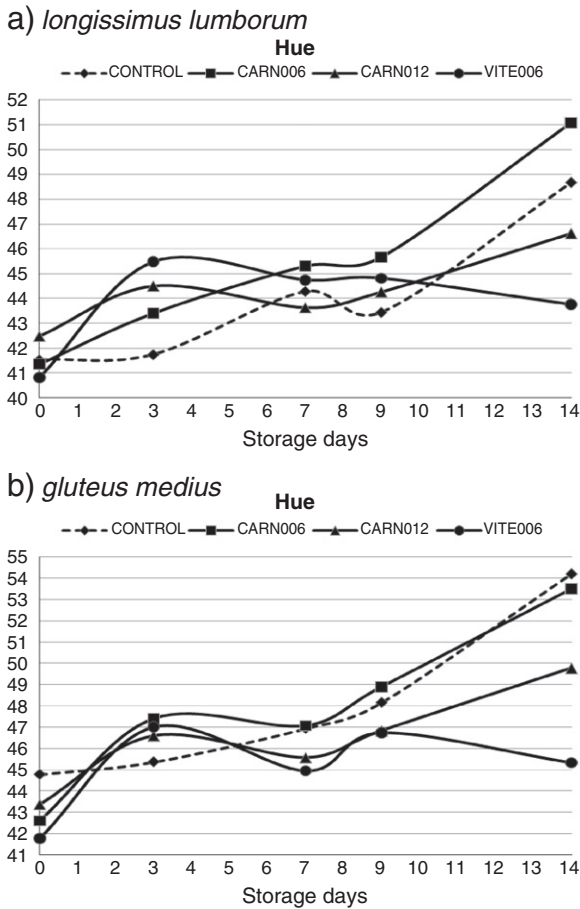 a) longissimus lumborum
Hue
CONTROL CARN006 CARN012 VITE006
52
51
50
49
48
47
46
45
44
43
42
41
40
0 1 2 3 4 5 6 7 8 9 10 11 12 13 14
Storage days
b) gluteus medius
Hue
CONTROL CARN006 CARN012 VITE006
55
54
53
52
51
50
49
48
47
46
45
44
43
42
41
0 1 2 3 4 5 6 7 8 9 10 11 12 13 14
Storage days